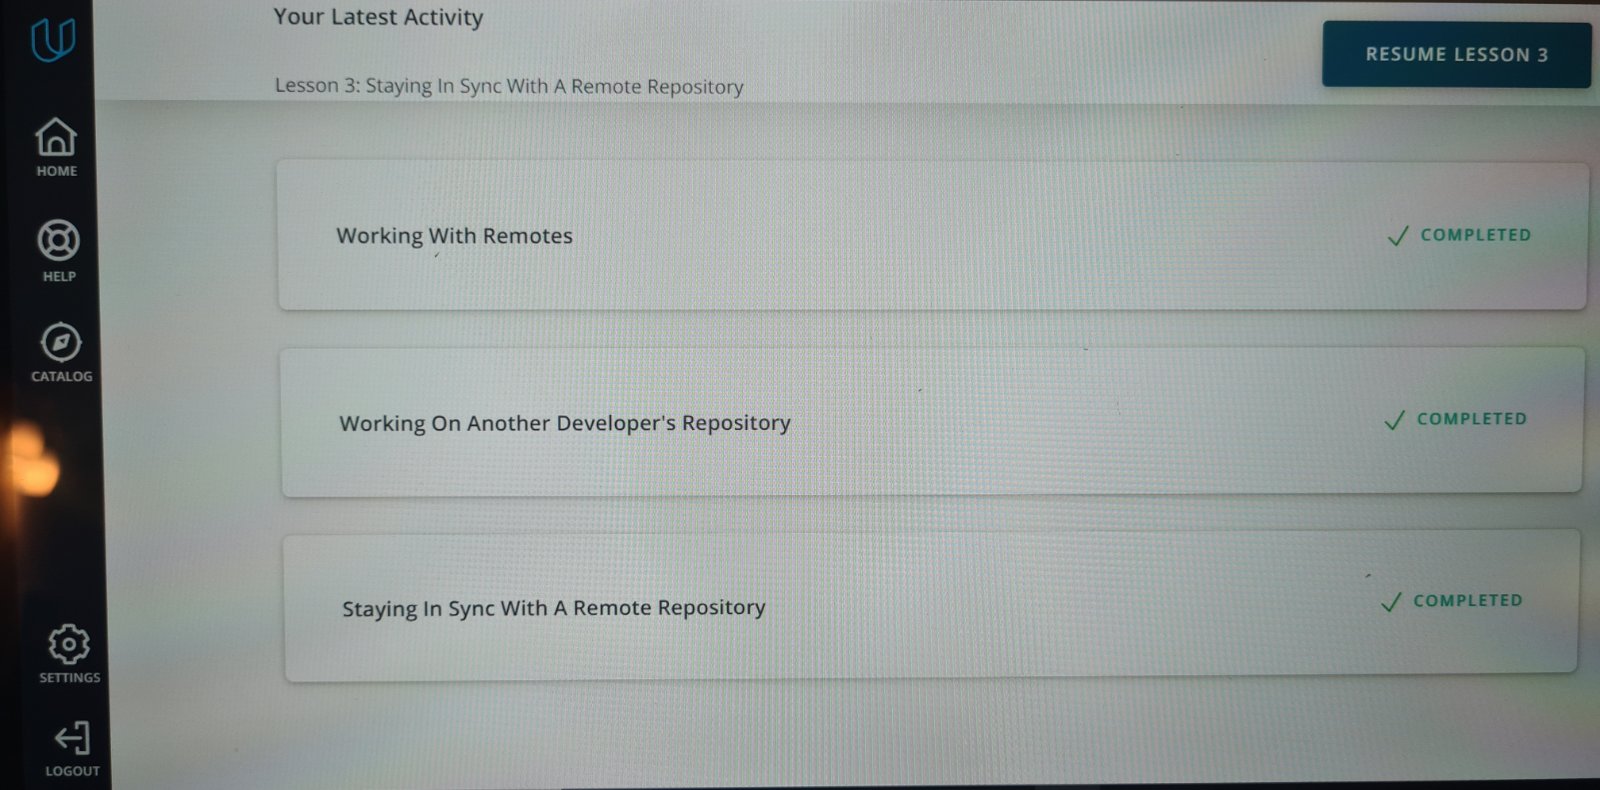 Your Latest Activity
RESUME LESSON 3
Lesson 3: Staying In Sync With A Remote Repository
HOME
Working With Remotes
COMPLETED
HELP
CATALOG
Working On Another Developer's Repository
COMPLETED
Staying In Sync With A Remote Repository
COMPLETED
SETTINGS
LOGOUT